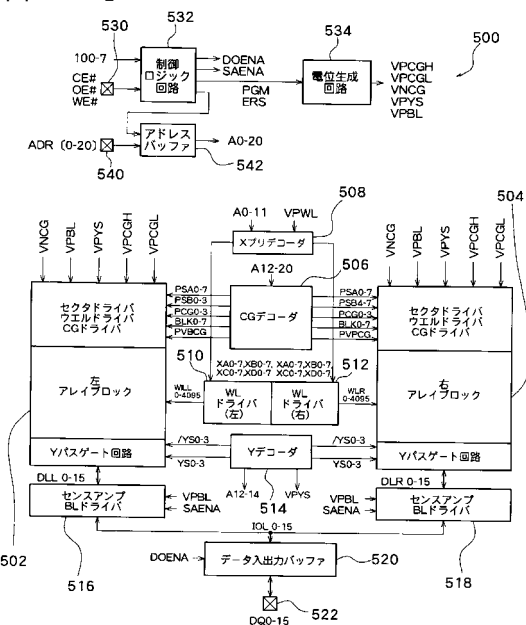 532
530
534
500
100-7
CE#
OE#
WE#
制御
ロジック
回路
DOENA
SAENA
PGM
ERS
電位生成
回路
VPCGH
VPCGL
VNCG
VPYS
VPBL
ADR (0-20)
アドレス
バッファ
A0-20
540
542
508
504
A0-11
VPWL
Xプリデコーダ
VNCG
VPBL
VPYS
VPCGH
VPCGL
VNCG
VPBL
VPYS
VPCGH
VPCGL
A12-20
506
セクタドライバ
ウエルドライバ
CGドライバ
PSA0-7
PSB0-3
PCG0-3
BLK0-7
PVBCG
CGデコーダ
PSA0-7
PSB4-7
PCG0-3
BLK0-7
PVPCG
セクタドライバ
ウエルドライバ
CGドライバ
510
512
XA0-7,XB0-7,
XC0-7,XD0-7
XA0-7,XB0-7,
XC0-7,XD0-7
左
アレイブロック
WLL
0-4095
WL
ドライバ
(左)
WL
ドライバ
(右)
WLR
0-4095
右
アレイブロック
Yパスゲート回路
/YS0-3
YS0-3
Yデコーダ
/YS0-3
YS0-3
Yパスゲート回路
DLL 0-15
A12-14
514
VPYS
DLR 0-15
センスアンプ
BLドライバ
VPBL
SAENA
VPBL
SAENA
センスアンプ
BLドライバ
502
516
IOL 0-15
518
DOENA
データ入出力バッファ
520
522
DQ0-15